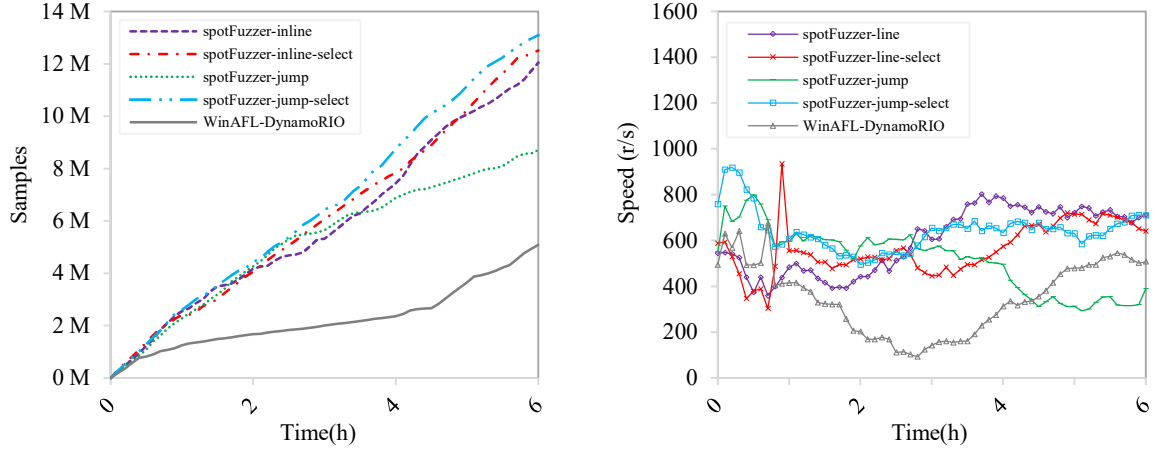 14 M
12 M
10 M
8 M
6 M
4 M
2 M
0 M
Samples
spotFuzzer-inline
spotFuzzer-inline-select
spotFuzzer-jump
spotFuzzer-jump-select
WinAFL-DynamoRIO
0
2
4
6
Time(h)
1600
1400
1200
1000
800
600
400
200
0
Speed (r/s)
spotFuzzer-line
spotFuzzer-line-select
spotFuzzer-jump
spotFuzzer-jump-select
WinAFL-DynamoRIO
0
2
4
6
Time(h)